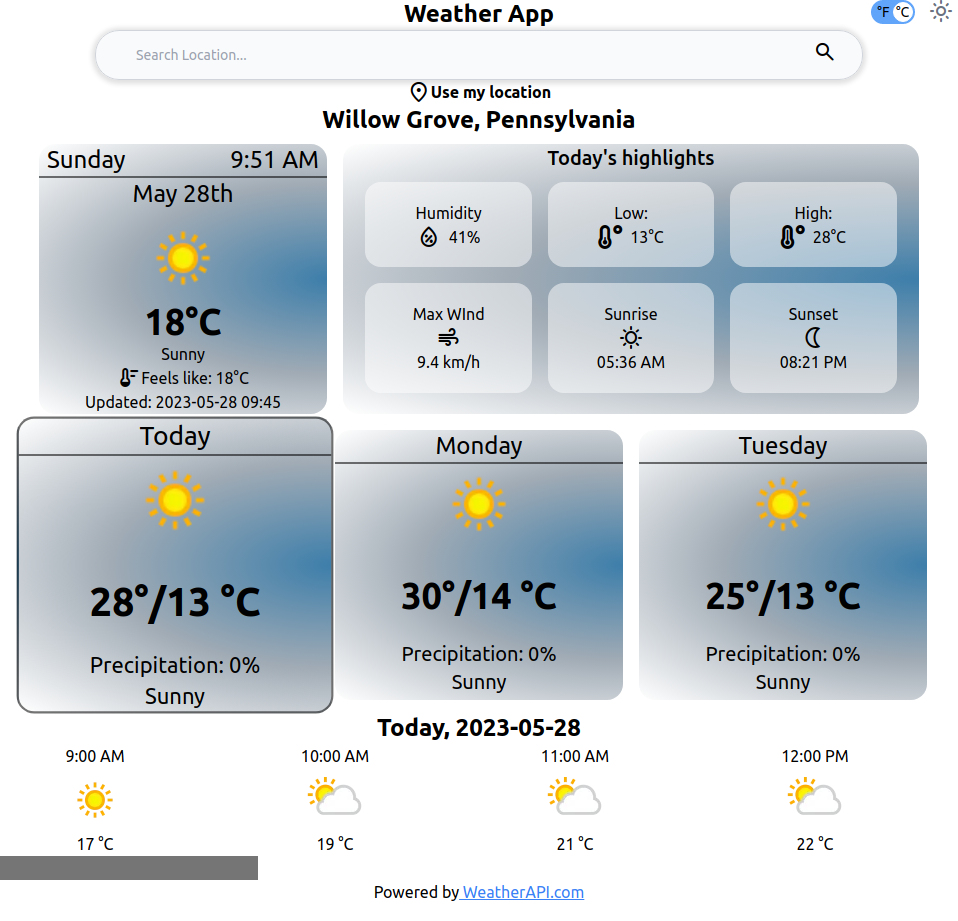 Weather App
°F °C
Search Location...
Use my location
Willow Grove, Pennsylvania
Sunday 9:51 AM
May 28th
18°C
Sunny
Feels like: 18°C
Updated: 2023-05-28 09:45
Today's highlights
Humidity
41%
Low:
13°C
High:
28°C
Max WInd
9.4 km/h
Sunrise
05:36 AM
Sunset
08:21 PM
Today
28°/13 °C
Precipitation: 0%
Sunny
Monday
30°/14 °C
Precipitation: 0%
Sunny
Tuesday
25°/13 °C
Precipitation: 0%
Sunny
Today, 2023-05-28
9:00 AM
17 °C
10:00 AM
19 °C
11:00 AM
21 °C
12:00 PM
22 °C
Powered by WeatherAPI.com